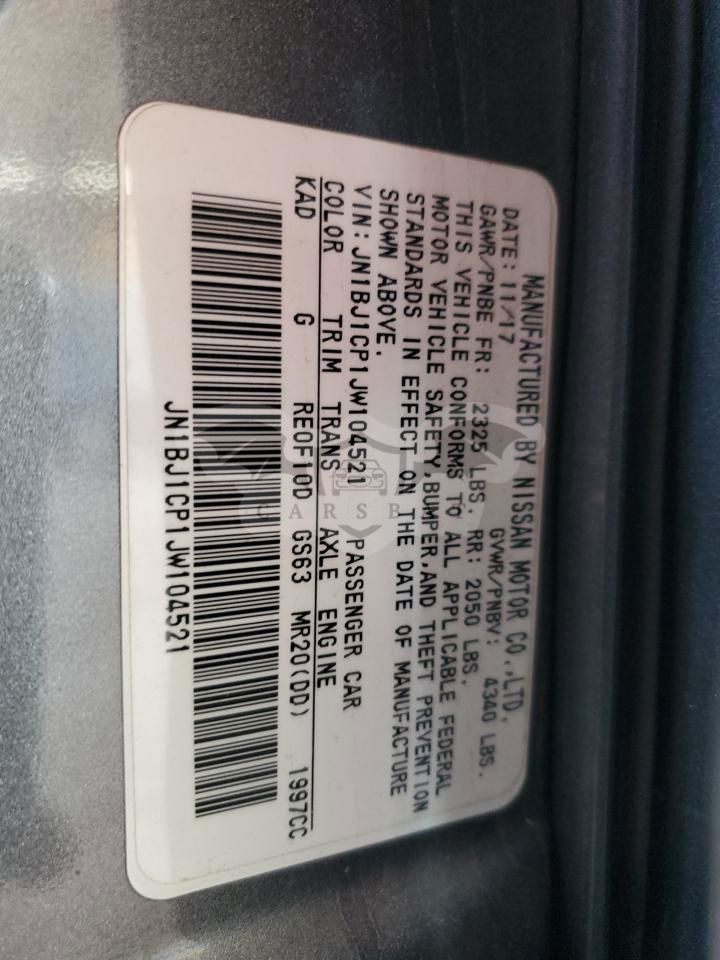 MANUFACTURED BY NISSAN MOTOR CO.,LTD.
DATE: 11/17 GVWR/PNBV: 4340 LBS.
GAWR/PNBE FR: 2325 LBS. RR: 2050 LBS.
THIS VEHICLE CONFORMS TO ALL APPLICABLE FEDERAL
MOTOR VEHICLE SAFETY,BUMPER,AND THEFT PREVENTION
STANDARDS IN EFFECT ON THE DATE OF MANUFACTURE
SHOWN ABOVE.
VIN:JN1BJ1CP1JW104521 PASSENGER CAR
COLOR TRIM TRANS AXLE ENGINE
KAD G RE0F10D GS63 MR20(DD) 1997CC
JN1BJ1CP1JW104521